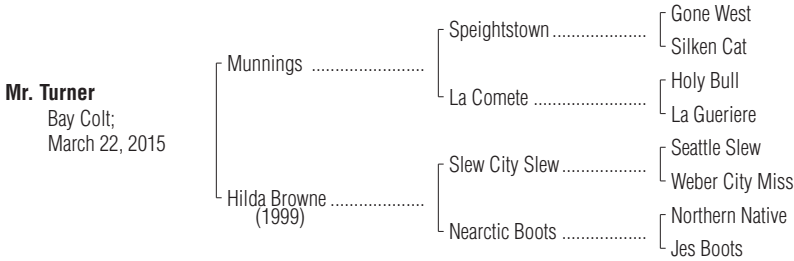 Gone West
Speightstown ......................
Silken Cat
Munnings ..........................
Holy Bull
La Comete ..........................
La Gueriere
Mr. Turner
Bay Colt;
March 22, 2015
Seattle Slew
Slew City Slew ....................
Weber City Miss
Hilda Browne ......................
(1999)
Northern Native
Nearctic Boots ....................
Jes Boots